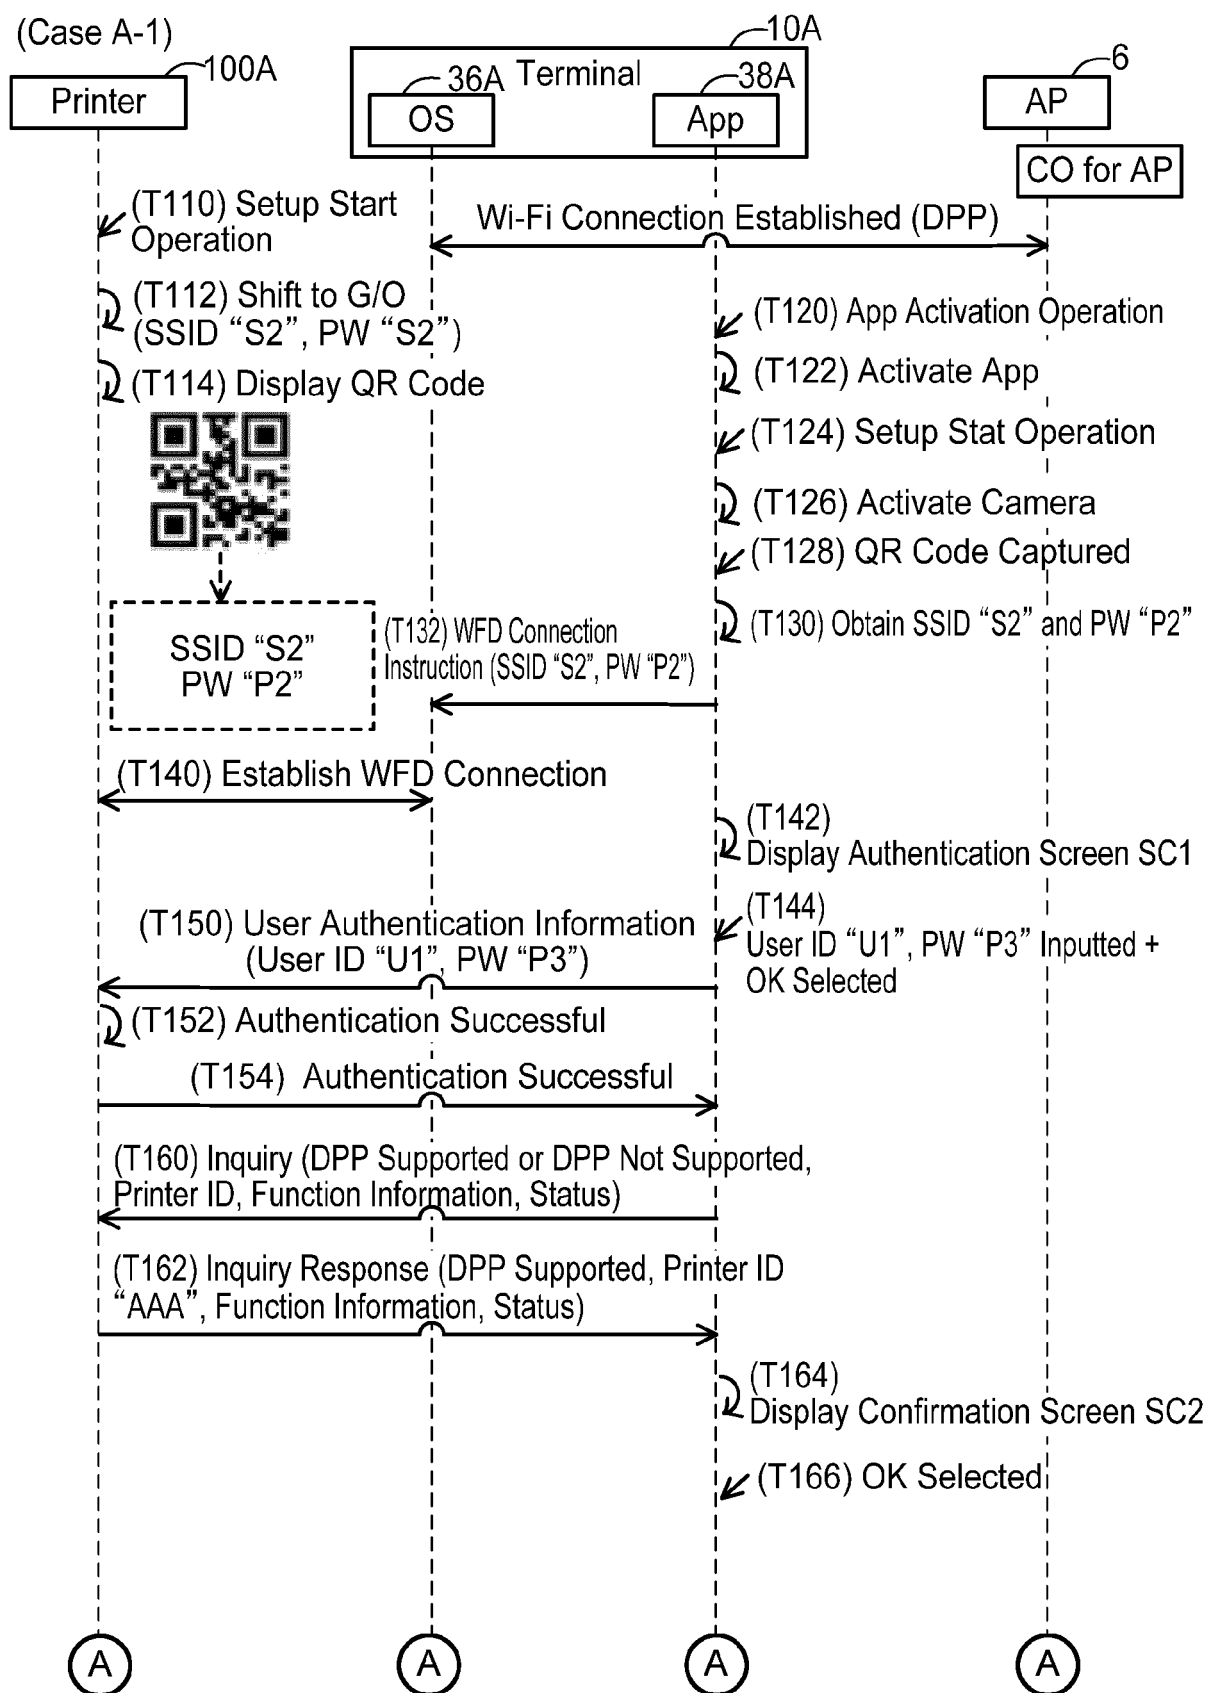 (Case A-1)
10A
100A
36A
Terminal
38A
6
Printer
OS
App
AP
CO for AP
(T110) Setup Start
Operation
Wi-Fi Connection Established (DPP)
(T112) Shift to G/O
(SSID “S2”, PW “S2”)
(T120) App Activation Operation
(T114) Display QR Code
(T122) Activate App
(T124) Setup Stat Operation
(T126) Activate Camera
(T128) QR Code Captured
SSID “S2”
PW “P2”
(T130) Obtain SSID “S2” and PW “P2”
(T132) WFD Connection
Instruction (SSID “S2”, PW “P2”)
(T140) Establish WFD Connection
(T142)
Display Authentication Screen SC1
(T144)
User ID “U1”, PW “P3” Inputted +
OK Selected
(T150) User Authentication Information
(User ID “U1”, PW “P3”)
(T152) Authentication Successful
(T154) Authentication Successful
(T160) Inquiry (DPP Supported or DPP Not Supported,
Printer ID, Function Information, Status)
(T162) Inquiry Response (DPP Supported, Printer ID
“AAA”, Function Information, Status)
(T164)
Display Confirmation Screen SC2
(T166) OK Selected
A
A
A
A